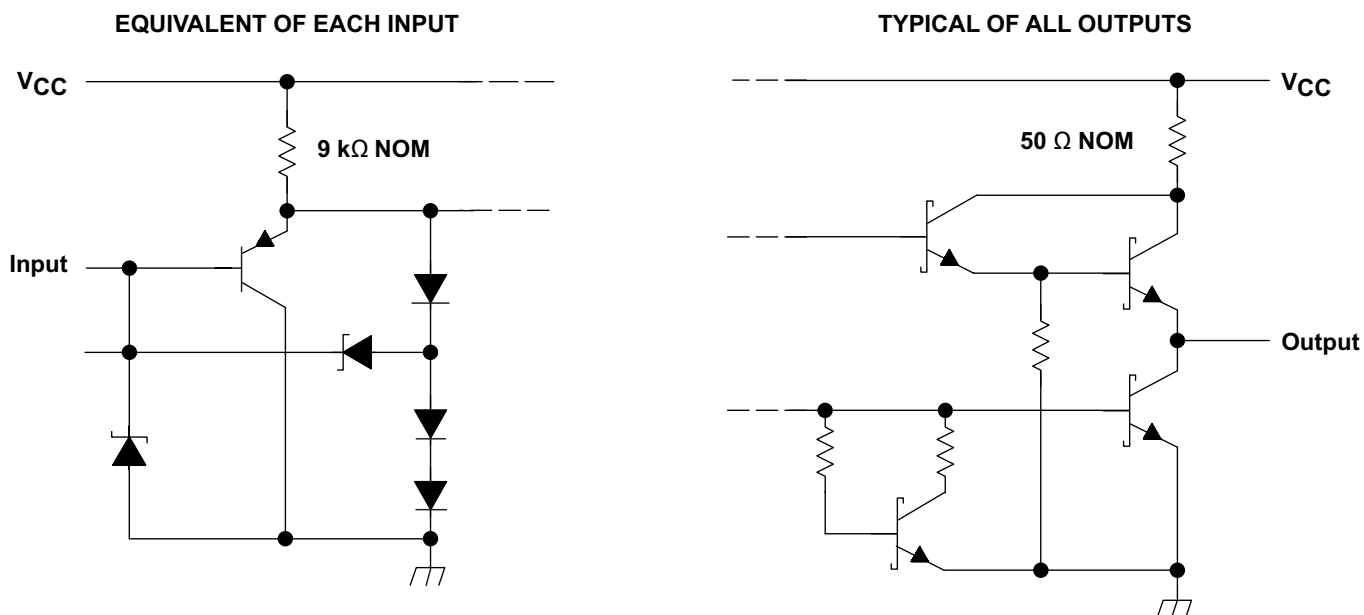 EQUIVALENT OF EACH INPUT
TYPICAL OF ALL OUTPUTS
VCC
VCC
9 kΩ NOM
50 Ω NOM
Input
Output